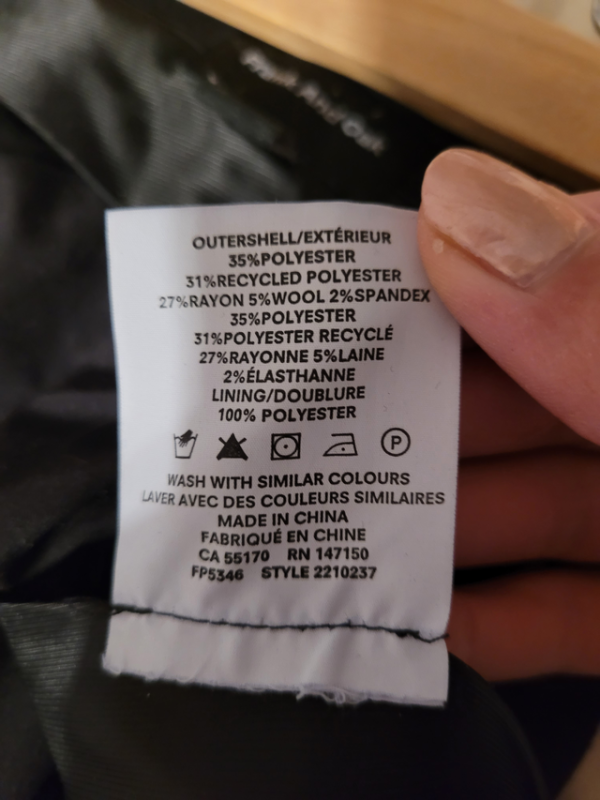 OUTERSHELL/EXTÉRIEUR
35%POLYESTER
31%RECYCLED POLYESTER
27%RAYON 5%WOOL 2%SPANDEX
35%POLYESTER
31%POLYESTER RECYCLÉ
27%RAYONNE 5%LAINE
2%ÉLASTHANNE
LINING/DOUBLURE
100% POLYESTER
P
WASH WITH SIMILAR COLOURS
LAVER AVEC DES COULEURS SIMILAIRES
MADE IN CHINA
FABRIQUÉ EN CHINE
CA 55170 RN 147150
FP5346 STYLE 2210237